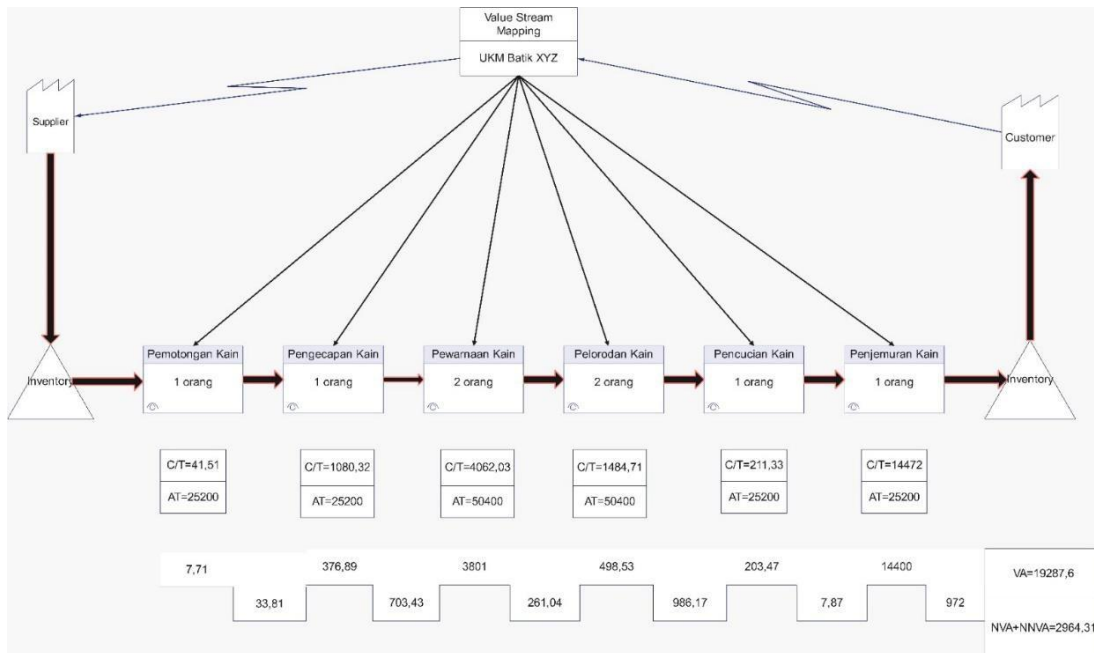 Value Stream
Mapping
UKM Batik XYZ
Supplier
Customer
Inventory
Pemotongan Kain
1 orang
Pengecapan Kain
1 orang
Pewarnaan Kain
2 orang
Pelorodan Kain
2 orang
Pencucian Kain
1 orang
Penjemuran Kain
1 orang
Inventory
C/T=41,51
AT=25200
C/T=1080,32
AT=25200
C/T=4062,03
AT=50400
C/T=1484,71
AT=50400
C/T=211,33
AT=25200
C/T=14472
AT=25200
7,71
376,89
3801
498,53
203,47
14400
VA=19287,6
33,81
703,43
261,04
986,17
7,87
972
NVA+NNVA=2964,31